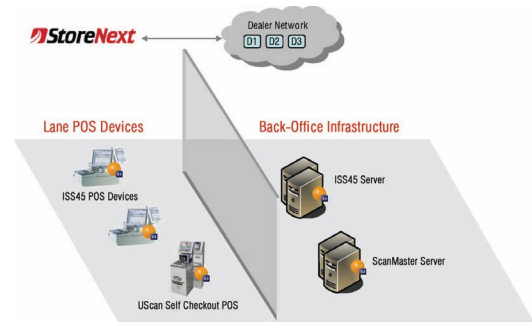 StoreNext
Dealer Network
D1 D2 D3
Lane POS Devices
Back-Office Infrastructure
ISS45 POS Devices
ISS45 Server
UScan Self Checkout POS
ScanMaster Server